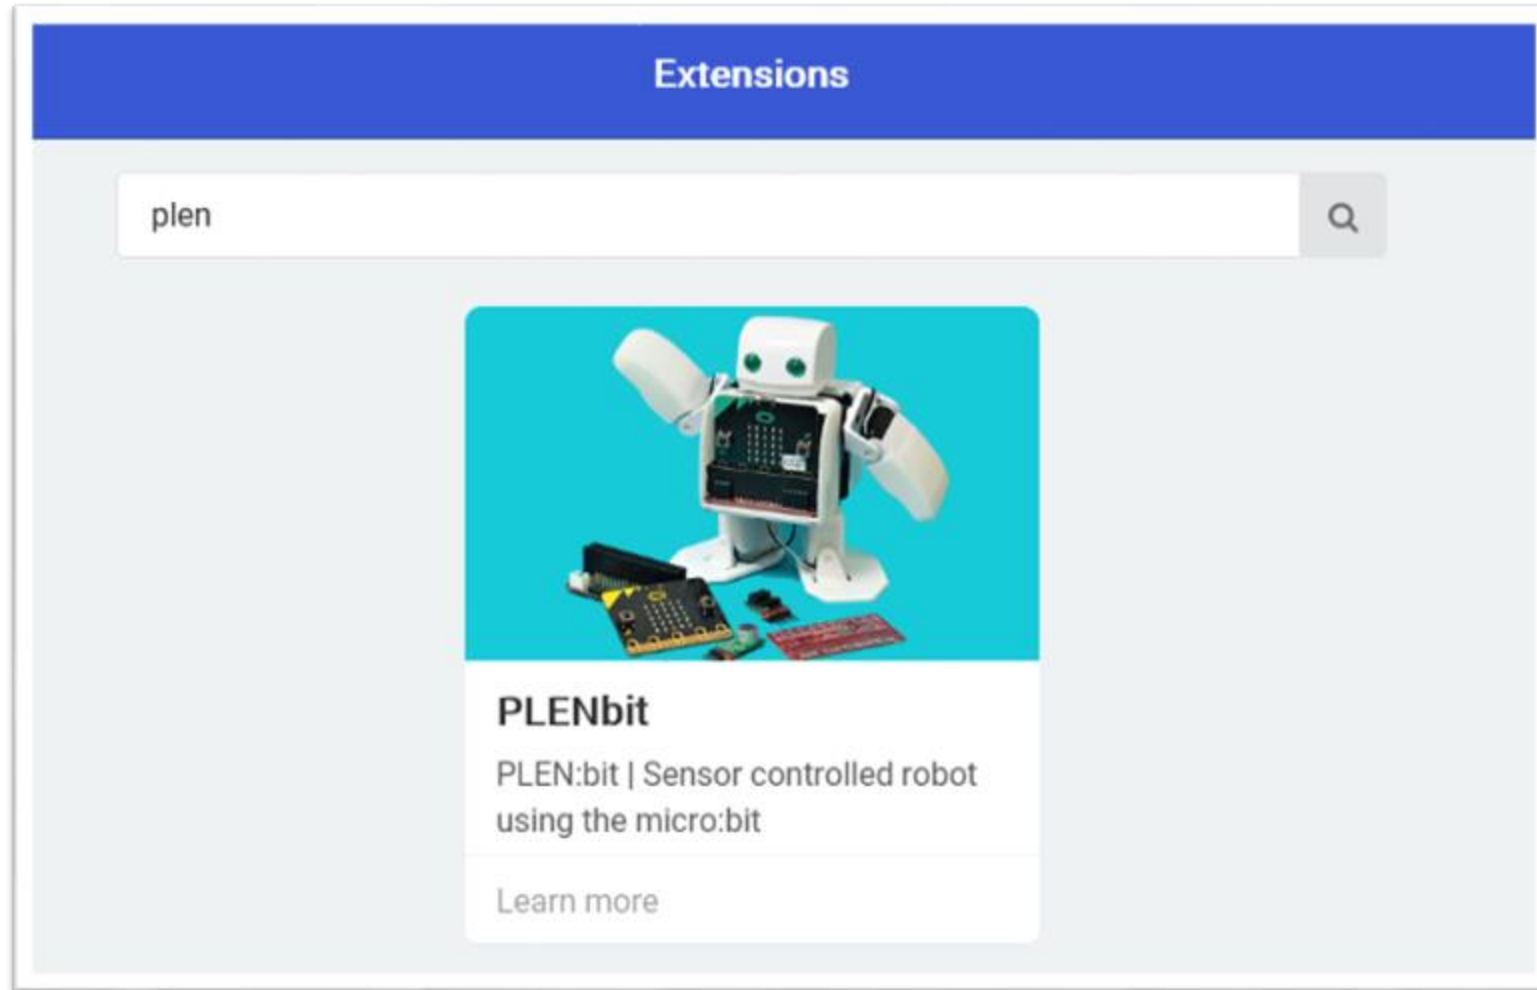 Extensions
plen
PLENbit
PLEN:bit | Sensor controlled robot
using the micro:bit
Learn more